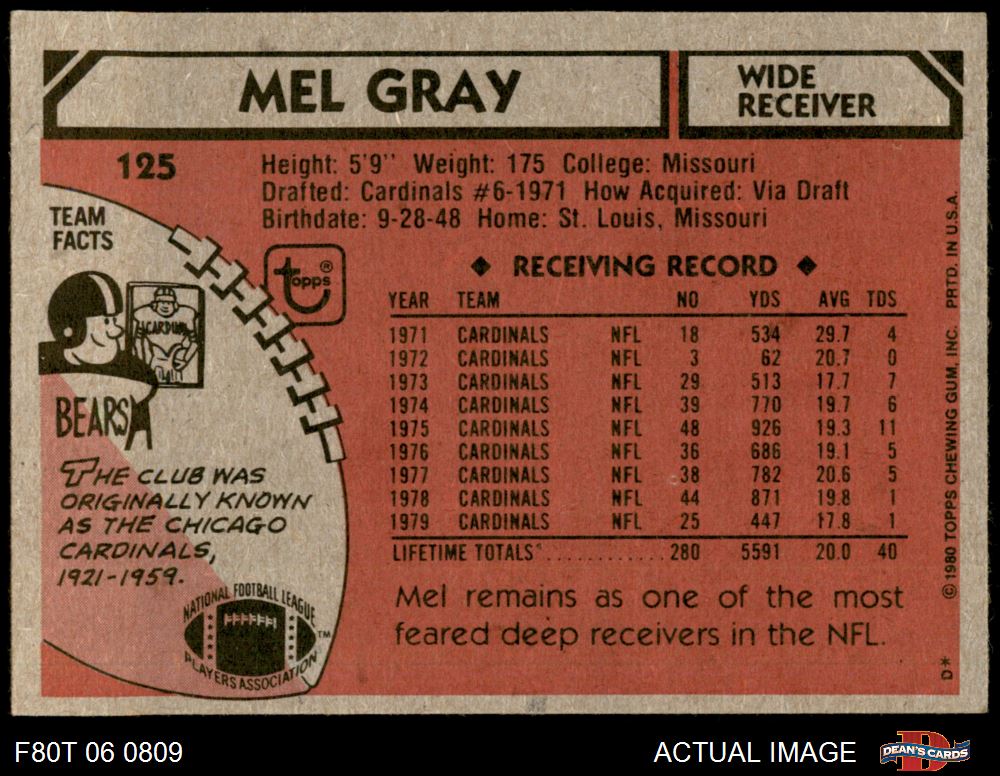 MEL GRAY
WIDE
RECEIVER
125
Height: 5'9'' Weight: 175 College: Missouri
Drafted: Cardinals #6-1971 How Acquired: Via Draft
Birthdate: 9-28-48 Home: St. Louis, Missouri
TEAM
FACTS
CARDINA
BEARS
THE CLUB WAS
ORIGINALLY KNOWN
AS THE CHICAGO
CARDINALS,
1921-1959.
topps®
◆ RECEIVING RECORD ◆
YEAR TEAM NO YDS AVG TDS
1971 CARDINALS NFL 18 534 29.7 4
1972 CARDINALS NFL 3 62 20.7 0
1973 CARDINALS NFL 29 513 17.7 7
1974 CARDINALS NFL 39 770 19.7 6
1975 CARDINALS NFL 48 926 19.3 11
1976 CARDINALS NFL 36 686 19.1 5
1977 CARDINALS NFL 38 782 20.6 5
1978 CARDINALS NFL 44 871 19.8 1
1979 CARDINALS NFL 25 447 17.8 1
LIFETIME TOTALS.............. 280 5591 20.0 40
Mel remains as one of the most
feared deep receivers in the NFL.
NATIONAL FOOTBALL LEAGUE
PLAYERS ASSOCIATION
TM
D* © 1980 TOPPS CHEWING GUM, INC. PRTD. IN U.S.A.
F80T 06 0809
ACTUAL IMAGE
DEAN'S CARDS